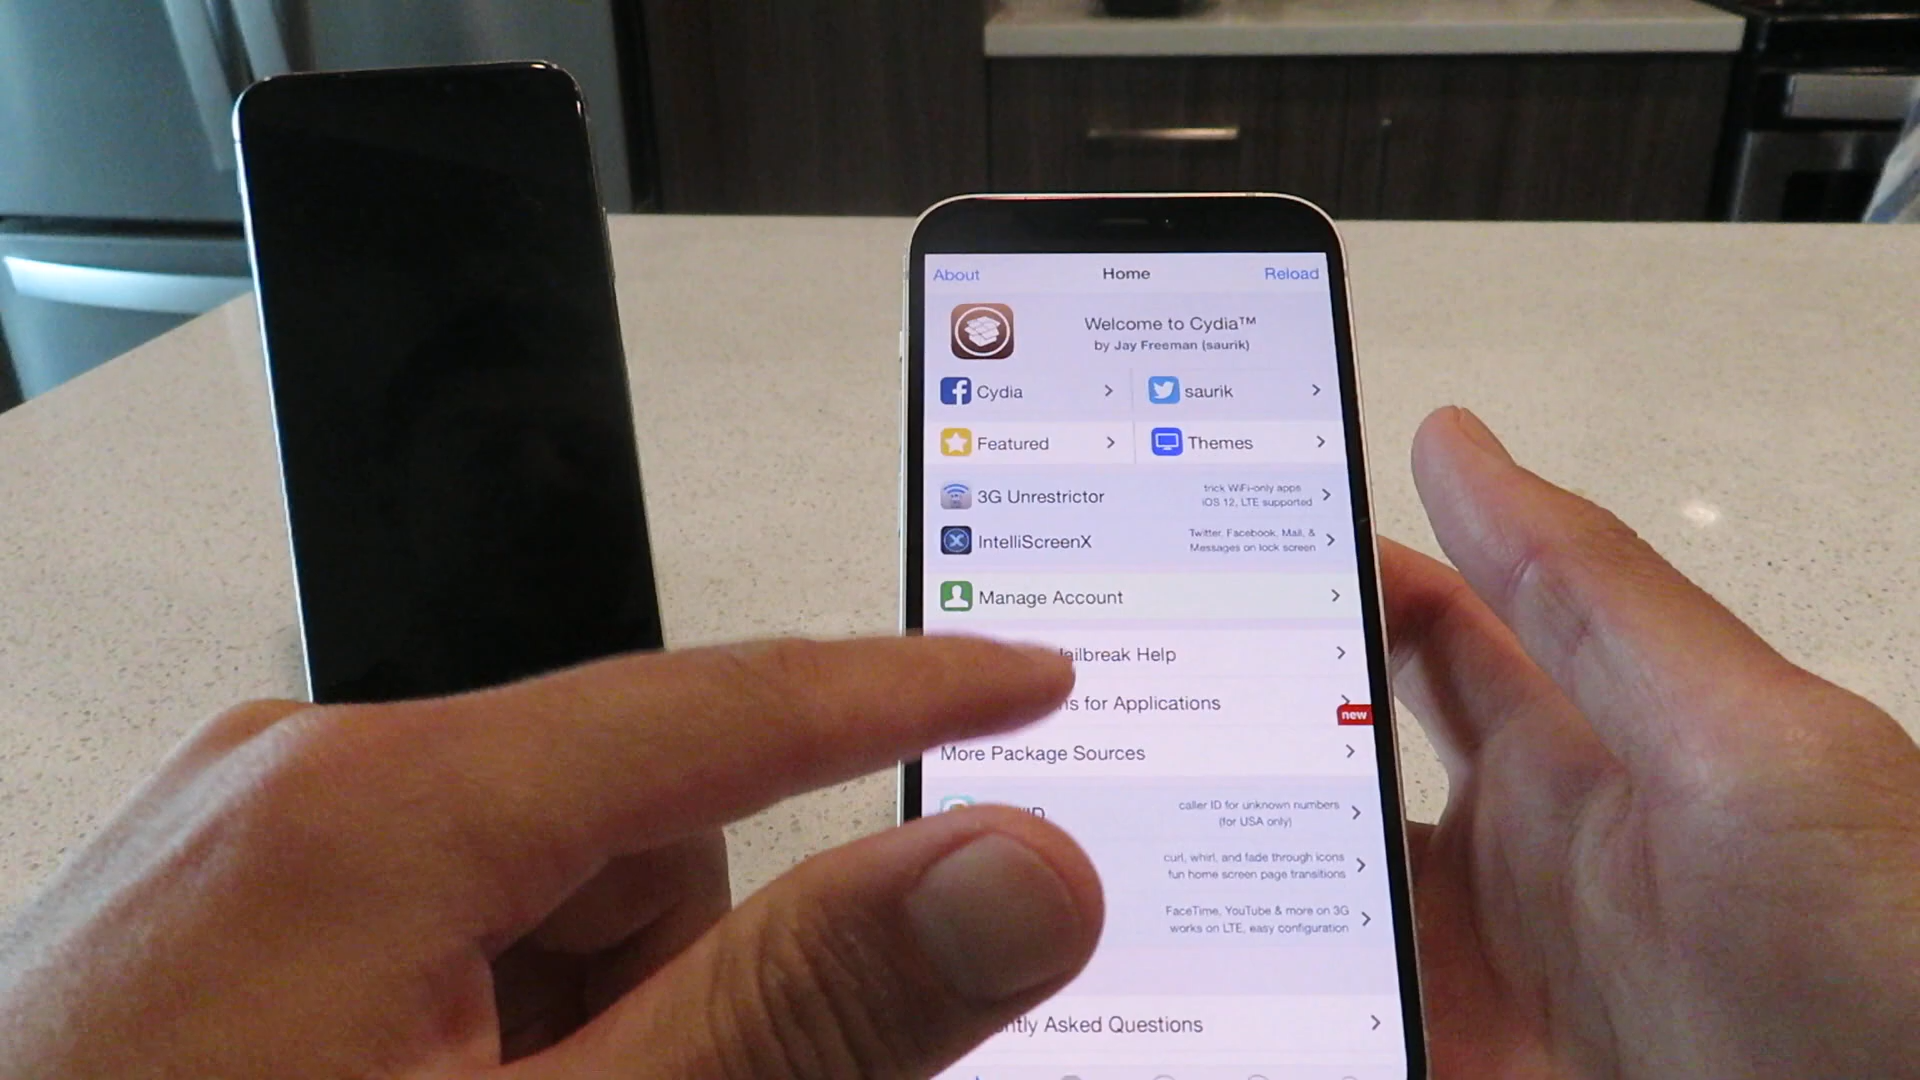 About Home Reload
Welcome to Cydia™
by Jay Freeman (saurik)
Cydia saurik
Featured Themes
3G Unrestrictor trick WiFi-only apps
iOS 12, LTE supported
IntelliScreenX Twitter, Facebook, Mail, &
Messages on lock screen
Manage Account
Jailbreak Help
for Applications
new
More Package Sources
caller ID for unknown numbers
(for USA only)
curl, whirl, and fade through icons
fun home screen page transitions
FaceTime, YouTube & more on 3G
works on LTE, easy configuration
Asked Questions